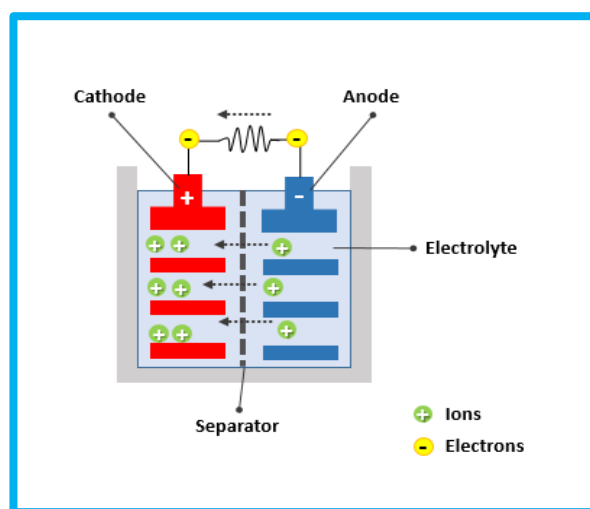 Cathode
Anode
Electrolyte
Separator
Ions
Electrons